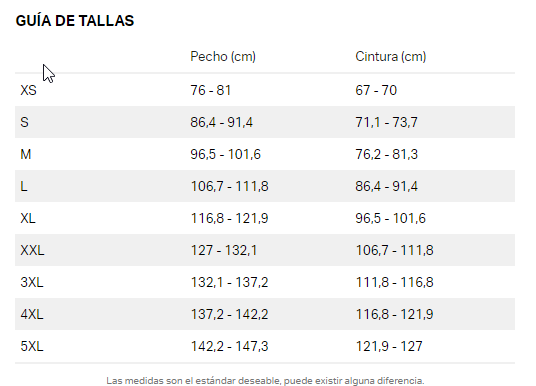 GUÍA DE TALLAS
Pecho (cm) Cintura (cm)
XS 76 - 81 67 - 70
S 86,4 - 91,4 71,1 - 73,7
M 96,5 - 101,6 76,2 - 81,3
L 106,7 - 111,8 86,4 - 91,4
XL 116,8 - 121,9 96,5 - 101,6
XXL 127 - 132,1 106,7 - 111,8
3XL 132,1 - 137,2 111,8 - 116,8
4XL 137,2 - 142,2 116,8 - 121,9
5XL 142,2 - 147,3 121,9 - 127
Las medidas son el estándar deseable, puede existir alguna diferencia.